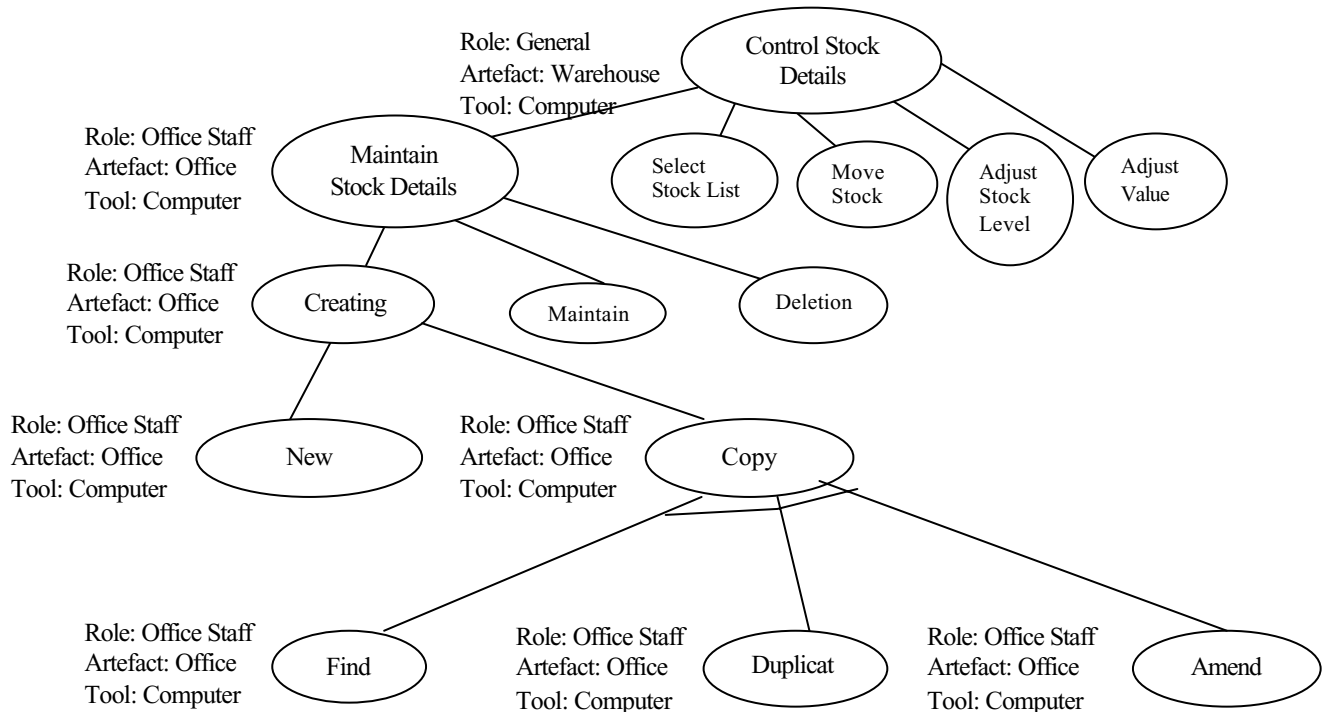 Role: General
Artefact: Warehouse
Tool: Computer
Control Stock
Details
Role: Office Staff
Artefact: Office
Tool: Computer
Maintain
Stock Details
Select
Stock List
Move
Stock
Adjust
Stock
Level
Adjust
Value
Role: Office Staff
Artefact: Office
Tool: Computer
Creating
Maintain
Deletion
Role: Office Staff
Artefact: Office
Tool: Computer
New
Role: Office Staff
Artefact: Office
Tool: Computer
Copy
Role: Office Staff
Artefact: Office
Tool: Computer
Find
Role: Office Staff
Artefact: Office
Tool: Computer
Duplicat
Role: Office Staff
Artefact: Office
Tool: Computer
Amend